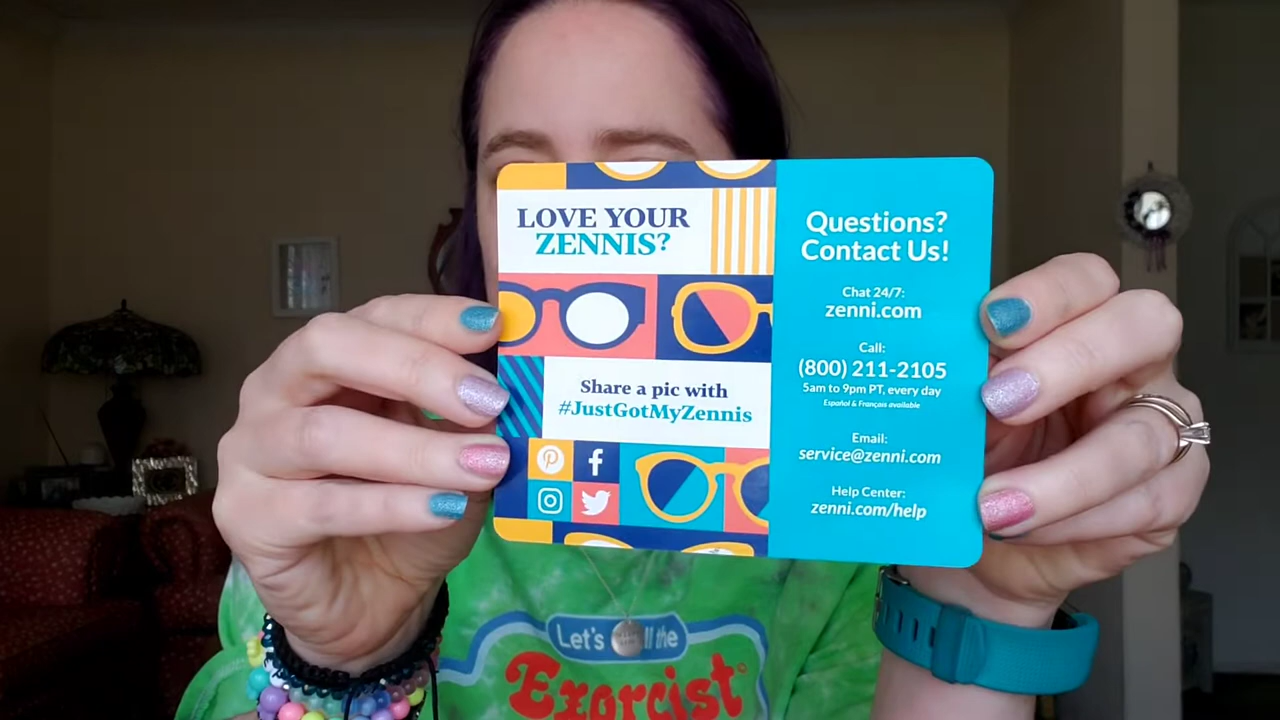 LOVE YOUR
ZENNIS?
Share a pic with
#JustGotMyZennis
Questions?
Contact Us!
Chat 24/7:
zenni.com
Call:
(800) 211-2105
5am to 9pm PT, every day
Español & Français available
Email:
service@zenni.com
Help Center:
zenni.com/help
Let's the
Exorcist